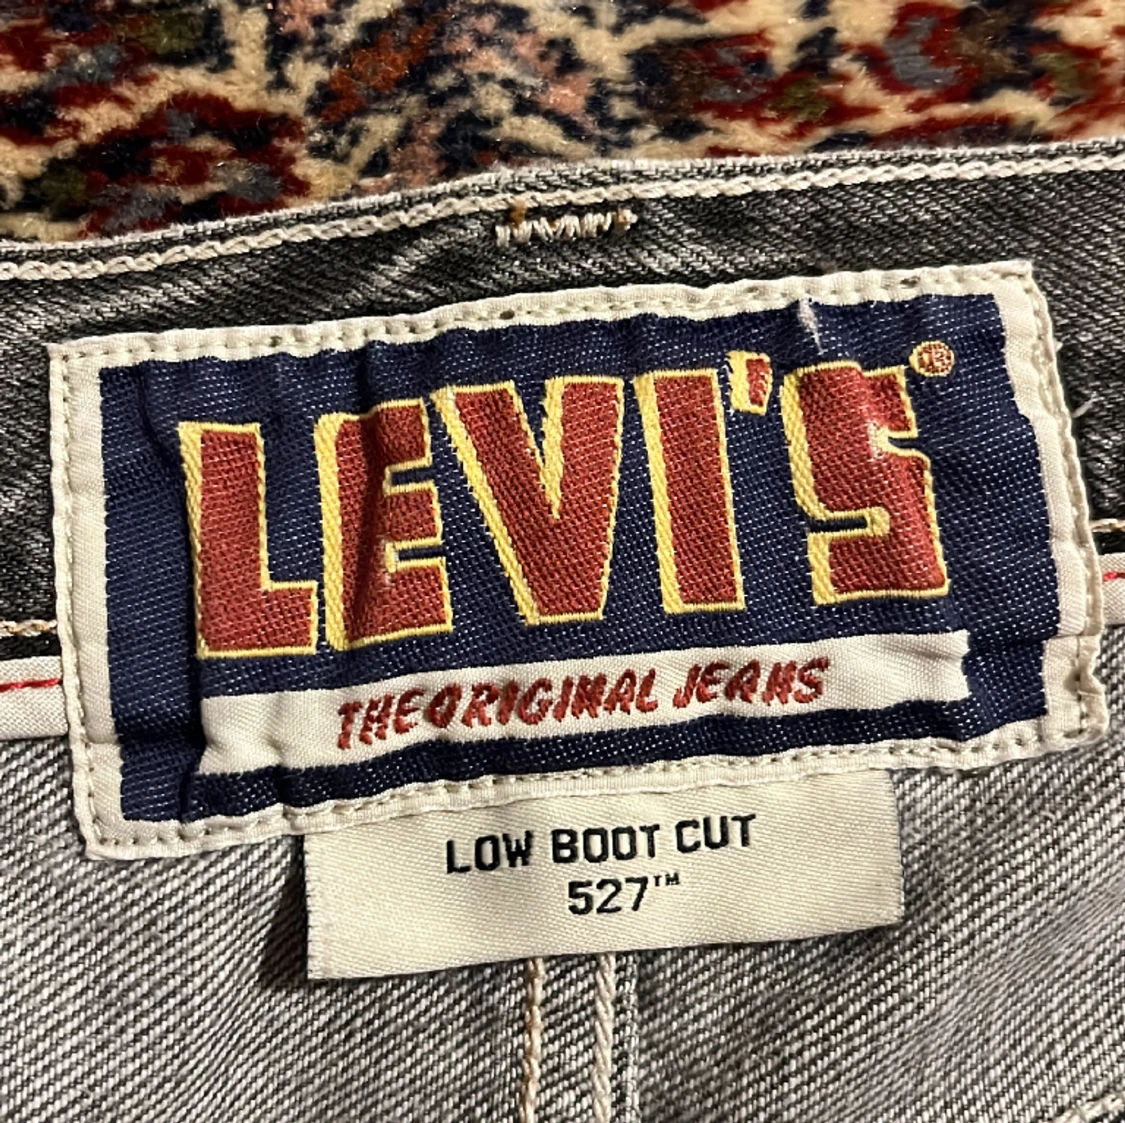 LEVI'S®
THE ORIGINAL JEANS
LOW BOOT CUT
527™